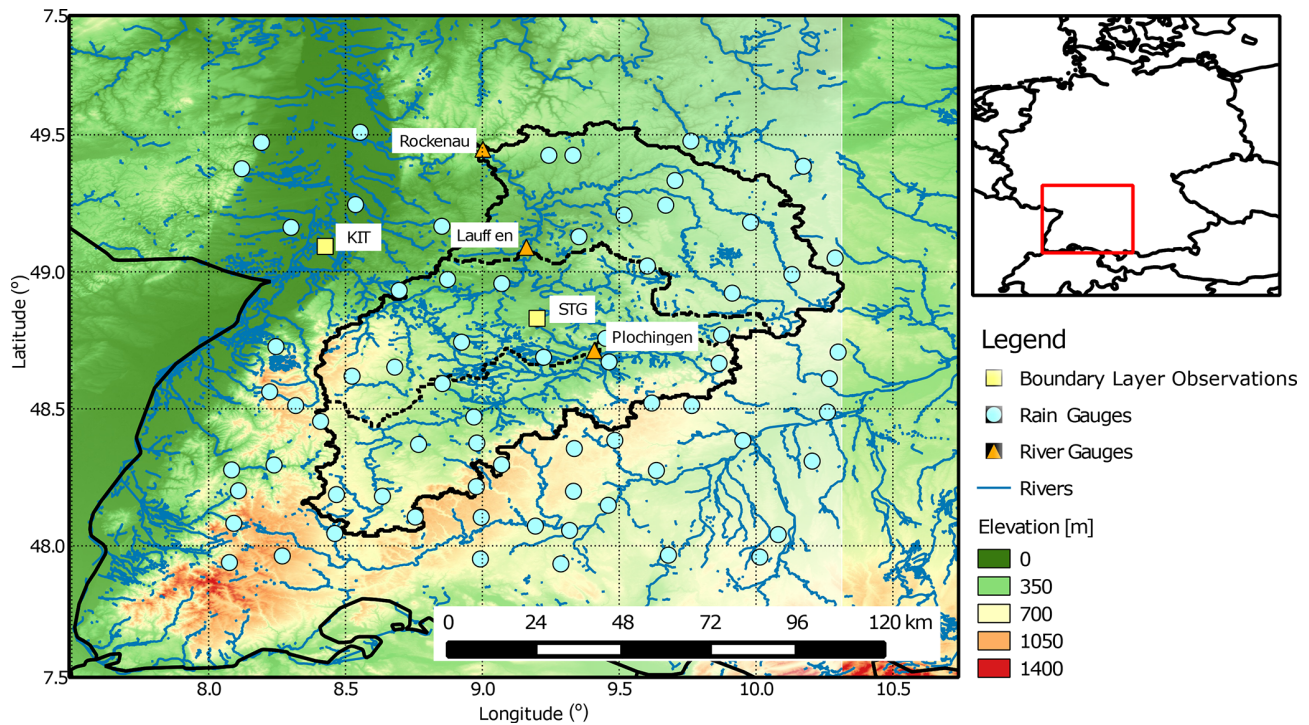 7.5
49.5
49.0
48.5
48.0
7.5
Latitude (º)
8.0
8.5
9.0
9.5
10.0
10.5
Longitude (º)
Rockenau
KIT
Lauff en
STG
Plochingen
0
24
48
72
96
120 km
Legend
Boundary Layer Observations
Rain Gauges
River Gauges
Rivers
Elevation [m]
0
350
700
1050
1400